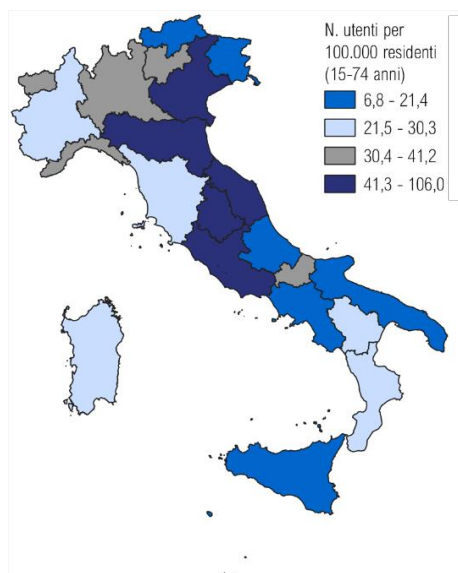 N. utenti per
100.000 residenti
(15-74 anni)
6,8 - 21,4
21,5 - 30,3
30,4 - 41,2
41,3 - 106,0